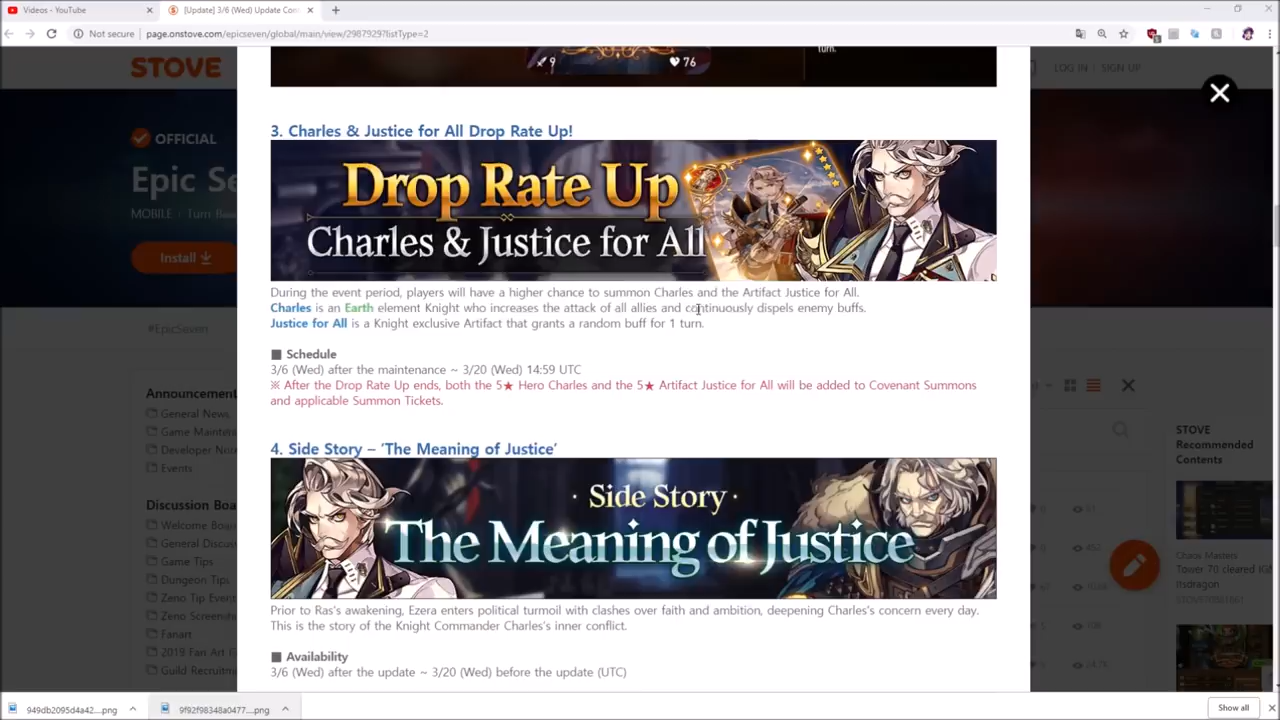 Videos - YouTube
[Update] 3/6 (Wed) Update Con
Not secure
page.onstove.com/epicseven/global/main/view/2987929?listType=2
STOVE
LOG IN | SIGN UP
OFFICIAL
Epic Se
MOBILE / Turn Ba
Install
#EpicSeven
9
76
turn.
3. Charles & Justice for All Drop Rate Up!
Drop Rate Up
Charles & Justice for All
During the event period, players will have a higher chance to summon Charles and the Artifact Justice for All.
Charles is an Earth element Knight who increases the attack of all allies and continuously dispels enemy buffs.
Justice for All is a Knight exclusive Artifact that grants a random buff for 1 turn.
■ Schedule
3/6 (Wed) after the maintenance ~ 3/20 (Wed) 14:59 UTC
※ After the Drop Rate Up ends, both the 5★ Hero Charles and the 5★ Artifact Justice for All will be added to Covenant Summons
and applicable Summon Tickets.
4. Side Story – ‘The Meaning of Justice’
· Side Story ·
The Meaning of Justice
Prior to Ras's awakening, Ezera enters political turmoil with clashes over faith and ambition, deepening Charles's concern every day.
This is the story of the Knight Commander Charles's inner conflict.
■ Availability
3/6 (Wed) after the update ~ 3/20 (Wed) before the update (UTC)
Announcement
General News
Game Mainten
Developer Note
Events
Discussion Boa
Welcome Boar
General Discus
Game Tips
Dungeon Tips
Zeno Tip Event
Zeno Screensh
Fanart
2019 Fan Art
Guild Recruitm
STOVE
Recommended
Contents
Chaos Masters
Tower 70 cleared
949db2095d4a42....png
9f92f98348a0477....png
Show all